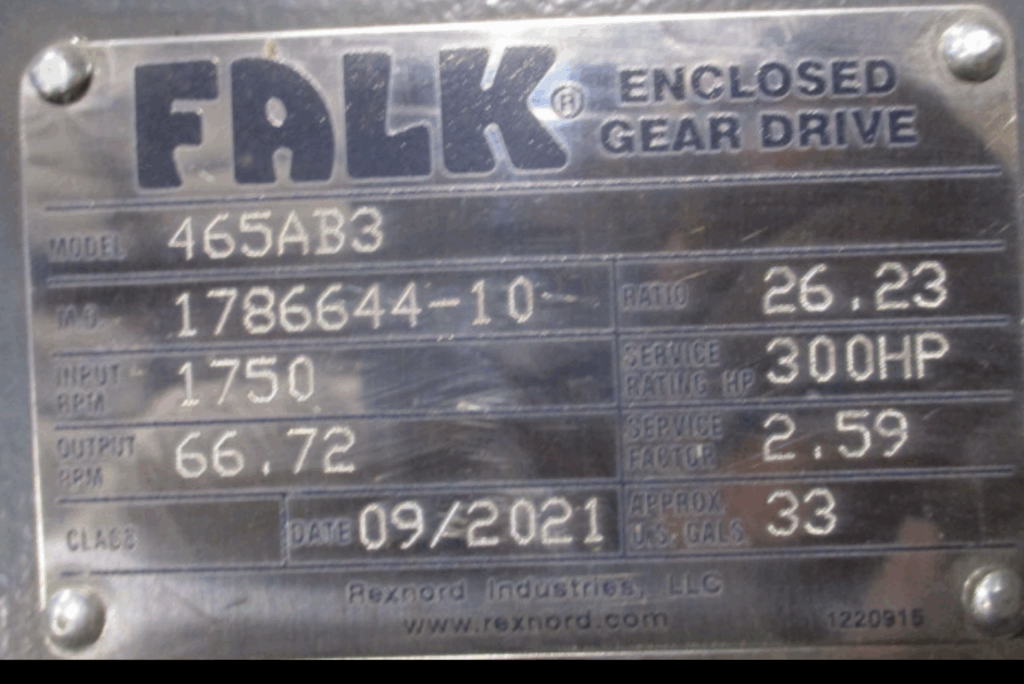 FALK® ENCLOSED
GEAR DRIVE
MODEL 465AB3
M.O. 1786644-10 RATIO 26.23
INPUT RPM 1750 SERVICE RATING HP 300HP
OUTPUT RPM 66.72 SERVICE FACTOR 2.59
CLASS DATE 09/2021 APPROX. U.S. GALS 33
Rexnord Industries, LLC
www.rexnord.com 1220915